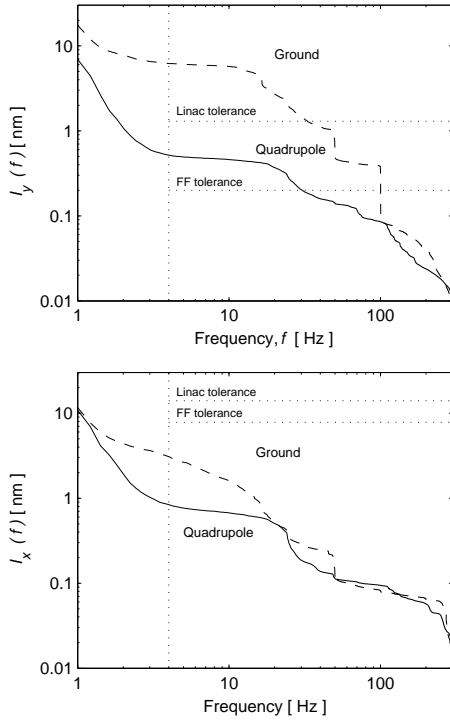 10
1
0.1
0.01
I_y (f) [ nm ]
Ground
Linac tolerance
Quadrupole
FF tolerance
1 10 100
Frequency, f [ Hz ]
10
1
0.1
0.01
I_x (f) [ nm ]
Linac tolerance
FF tolerance
Ground
Quadrupole
1 10 100
Frequency [ Hz ]